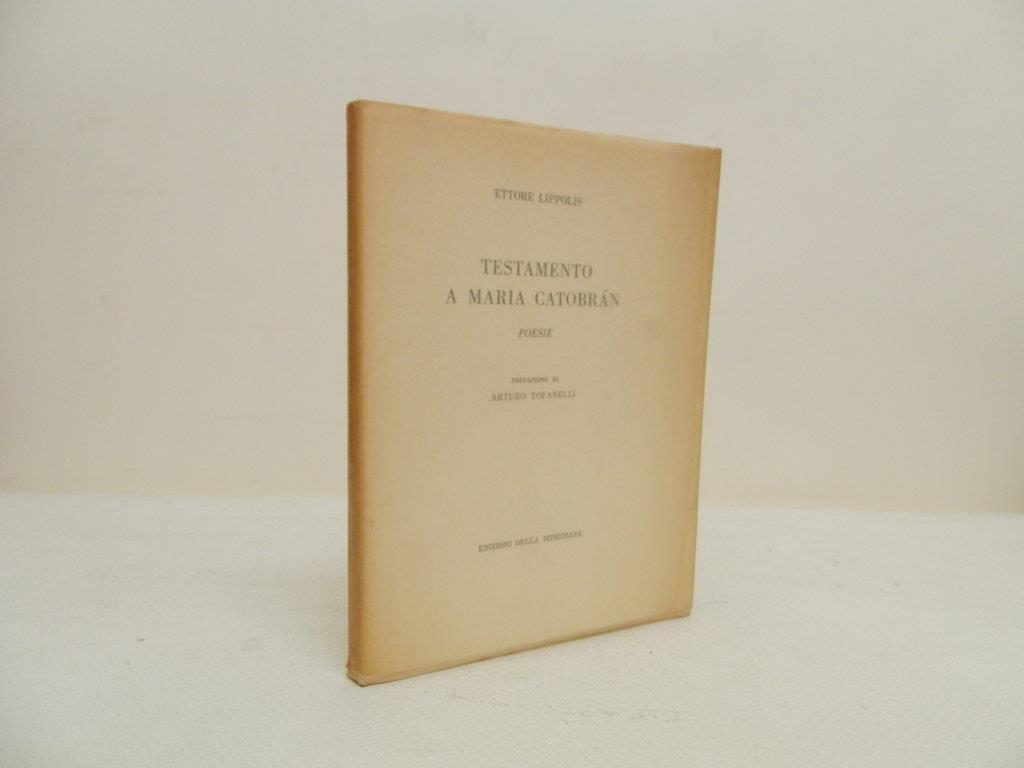 ETTORE LIPPOLIS
TESTAMENTO
A MARIA CATOBRÁN
POESIE
PREFAZIONE DI
ARTURO TOFANELLI
EDIZIONI DELLA MERIDIANA